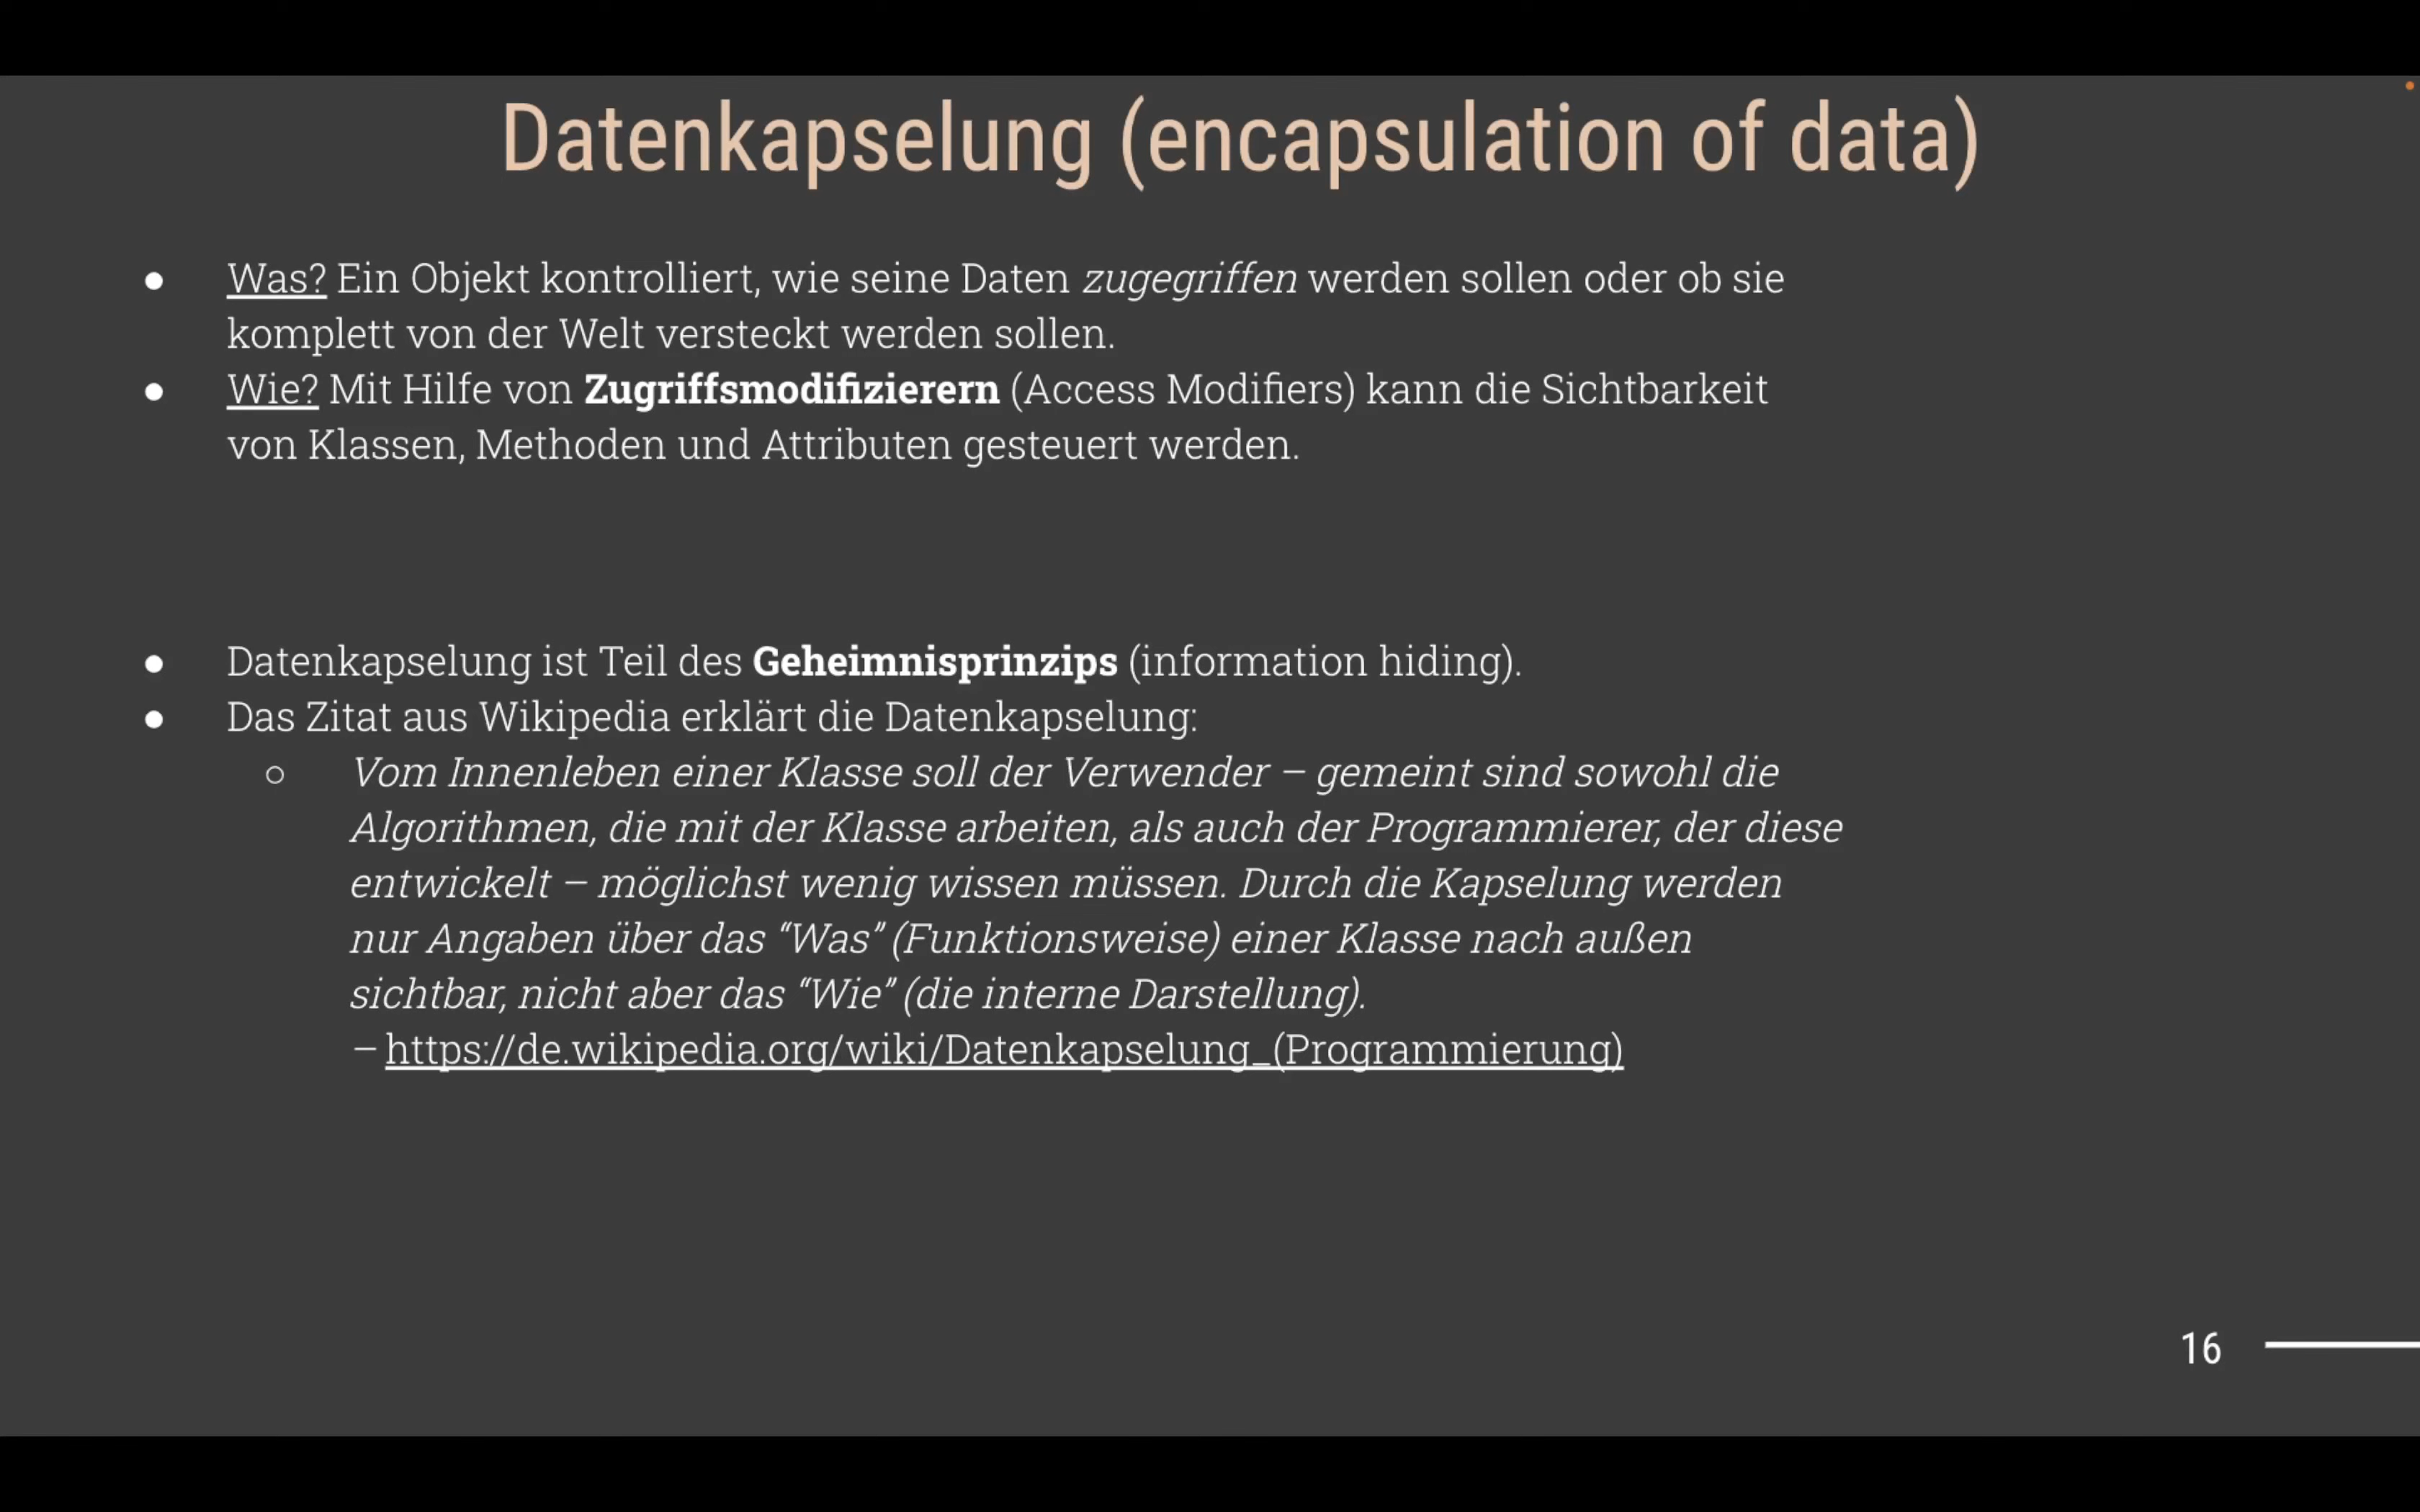 Datenkapselung (encapsulation of data)
● Was? Ein Objekt kontrolliert, wie seine Daten zugegriffen werden sollen oder ob sie
komplett von der Welt versteckt werden sollen.
● Wie? Mit Hilfe von Zugriffsmodifizierern (Access Modifiers) kann die Sichtbarkeit
von Klassen, Methoden und Attributen gesteuert werden.
● Datenkapselung ist Teil des Geheimnisprinzips (information hiding).
● Das Zitat aus Wikipedia erklärt die Datenkapselung:
○ Vom Innenleben einer Klasse soll der Verwender – gemeint sind sowohl die
Algorithmen, die mit der Klasse arbeiten, als auch der Programmierer, der diese
entwickelt – möglichst wenig wissen müssen. Durch die Kapselung werden
nur Angaben über das “Was” (Funktionsweise) einer Klasse nach außen
sichtbar, nicht aber das “Wie” (die interne Darstellung).
– https://de.wikipedia.org/wiki/Datenkapselung_(Programmierung)
16